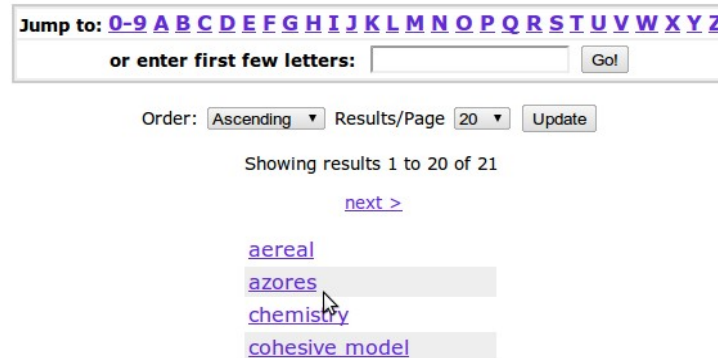 Jump to: 0-9 A B C D E F G H I J K L M N O P Q R S T U V W X Y Z
or enter first few letters: Go!
Order: Ascending Results/Page 20 Update
Showing results 1 to 20 of 21
next >
aereal
azores
chemistry
cohesive model